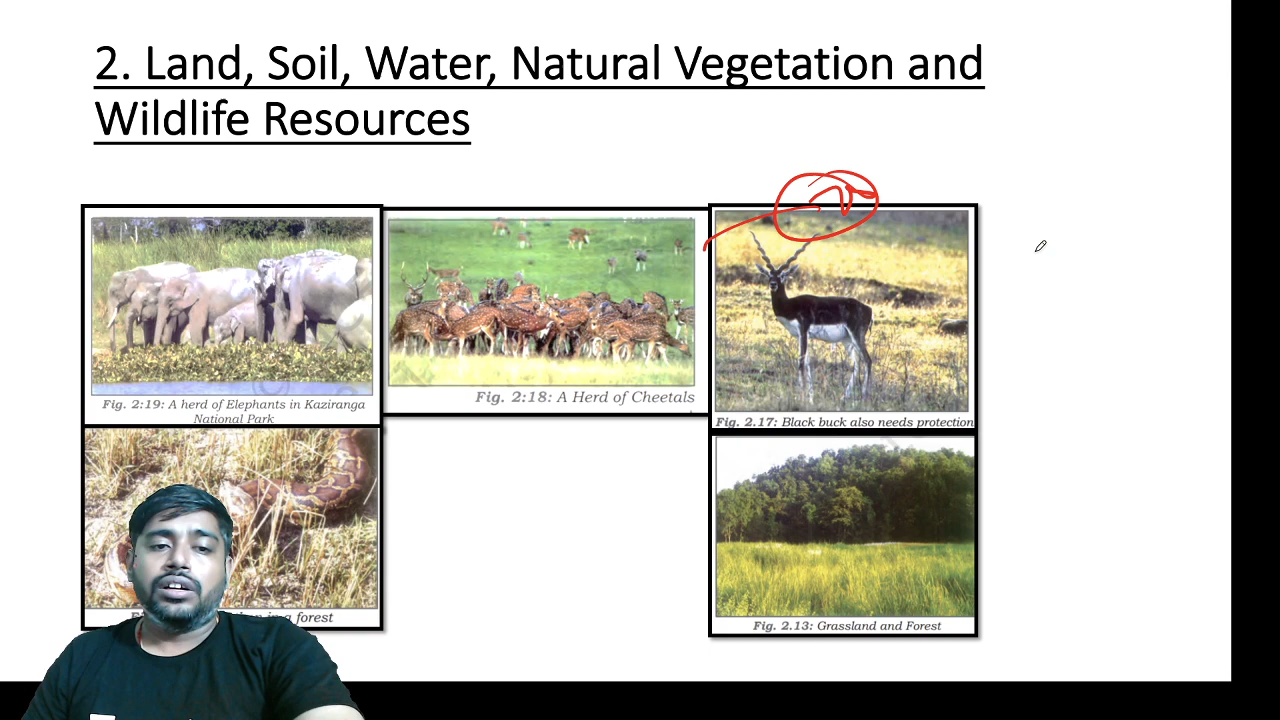 2. Land, Soil, Water, Natural Vegetation and
Wildlife Resources
Fig. 2:19: A herd of Elephants in Kaziranga
National Park
Fig. 2:18: A Herd of Cheetals
Fig. 2.17: Black buck also needs protection
in a forest
Fig. 2.13: Grassland and Forest